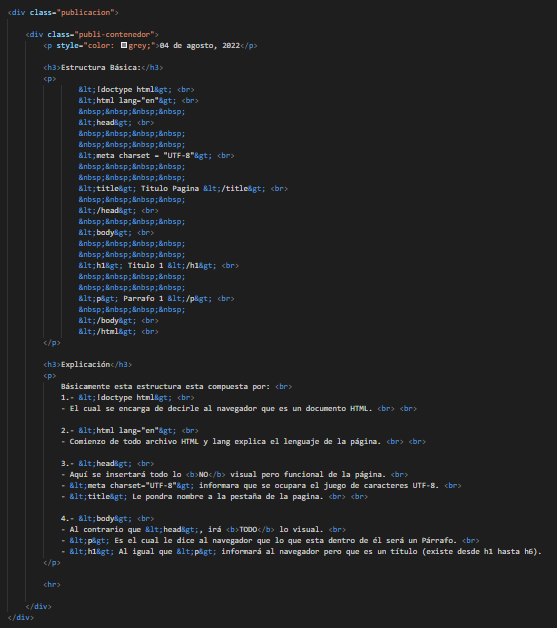 <div class="publicacion">
<div class="publi-contenedor">
<p style="color: grey;">04 de agosto, 2022</p>
<h3>Estructura Básica:</h3>
<p>
&lt;!doctype html&gt; <br>
&lt;html lang="en"&gt; <br>
&nbsp;&nbsp;&nbsp;&nbsp;
&lt;head&gt; <br>
&nbsp;&nbsp;&nbsp;&nbsp;
&nbsp;&nbsp;&nbsp;&nbsp;
&lt;meta charset = "UTF-8"&gt; <br>
&nbsp;&nbsp;&nbsp;&nbsp;
&nbsp;&nbsp;&nbsp;&nbsp;
&lt;title&gt; Titulo Pagina &lt;/title&gt; <br>
&nbsp;&nbsp;&nbsp;&nbsp;
&lt;/head&gt; <br>
&nbsp;&nbsp;&nbsp;&nbsp;
&lt;body&gt; <br>
&nbsp;&nbsp;&nbsp;&nbsp;
&nbsp;&nbsp;&nbsp;&nbsp;
&lt;h1&gt; Titulo 1 &lt;/h1&gt; <br>
&nbsp;&nbsp;&nbsp;&nbsp;
&nbsp;&nbsp;&nbsp;&nbsp;
&lt;p&gt; Parrafo 1 &lt;/p&gt; <br>
&nbsp;&nbsp;&nbsp;&nbsp;
&lt;/body&gt; <br>
&lt;/html&gt; <br>
</p>
<h3>Explicación</h3>
<p>
Básicamente esta estructura esta compuesta por: <br>
1.- &lt;!doctype html&gt; <br>
- El cual se encarga de decirle al navegador que es un documento HTML. <br> <br>
2.- &lt;html lang="en"&gt; <br>
- Comienzo de todo archivo HTML y lang explica el lenguaje de la página. <br> <br>
3.- &lt;head&gt; <br>
- Aquí se insertará todo lo <b>NO</b> visual pero funcional de la página. <br>
- &lt;meta charset="UTF-8"&gt; informara que se ocupara el juego de caracteres UTF-8. <br>
- &lt;title&gt; Le pondra nombre a la pestaña de la pagina. <br> <br>
4.- &lt;body&gt; <br>
- Al contrario que &lt;head&gt;, irá <b>TODO</b> lo visual. <br>
- &lt;p&gt; Es el cual le dice al navegador que lo que esta dentro de él será un Párrafo. <br>
- &lt;h1&gt; Al igual que &lt;p&gt; informará al navegador pero que es un título (existe desde h1 hasta h6).
</p>
<hr>
</div>
</div>